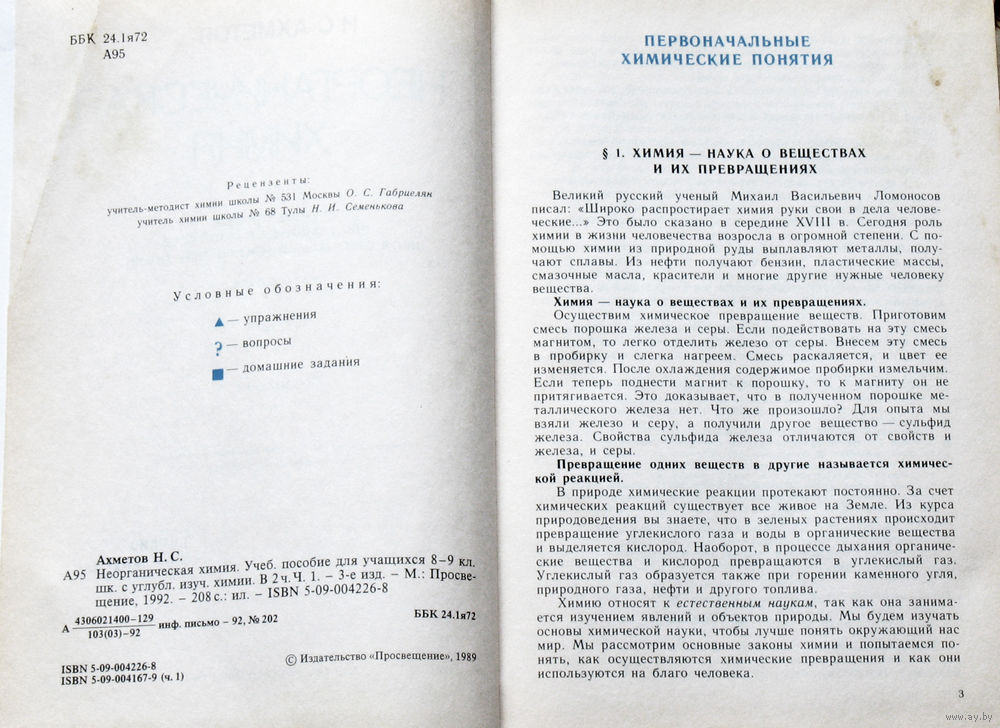 ББК 24.1я72
А95
Рецензенты:
учитель-методист химии школы № 531 Москвы О. С. Габриелян
учитель химии школы № 68 Тулы Н. И. Семенькова
Условные обозначения:
▲ — упражнения
? — вопросы
■ — домашние задания
Ахметов Н. С.
А95 Неорганическая химия. Учеб. пособие для учащихся 8–9 кл.
шк. с углубл. изуч. химии. В 2 ч. Ч. 1. – 3-е изд. – М.: Просве-
щение, 1992. – 208 с.: ил. – ISBN 5-09-004226-8
А 4306021400–129
103(03)–92
инф. письмо – 92, № 202
ББК 24.1я72
ISBN 5-09-004226-8
ISBN 5-09-004167-9 (ч. 1)
© Издательство «Просвещение», 1989
ПЕРВОНАЧАЛЬНЫЕ
ХИМИЧЕСКИЕ ПОНЯТИЯ
§ 1. ХИМИЯ — НАУКА О ВЕЩЕСТВАХ
И ИХ ПРЕВРАЩЕНИЯХ
Великий русский ученый Михаил Васильевич Ломоносов
писал: «Широко распростирает химия руки свои в дела челове-
ческие...» Это было сказано в середине XVIII в. Сегодня роль
химии в жизни человечества возросла в огромной степени. С по-
мощью химии из природной руды выплавляют металлы, полу-
чают сплавы. Из нефти получают бензин, пластические массы,
смазочные масла, красители и многие другие нужные человеку
вещества.
Химия — наука о веществах и их превращениях.
Осуществим химическое превращение веществ. Приготовим
смесь порошка железа и серы. Если подействовать на эту смесь
магнитом, то легко отделить железо от серы. Внесем эту смесь
в пробирку и слегка нагреем. Смесь раскаляется, и цвет ее
изменяется. После охлаждения содержимое пробирки измельчим.
Если теперь поднести магнит к порошку, то к магниту он не
притягивается. Это доказывает, что в полученном порошке ме-
таллического железа нет. Что же произошло? Для опыта мы
взяли железо и серу, а получили другое вещество — сульфид
железа. Свойства сульфида железа отличаются от свойств и
железа, и серы.
Превращение одних веществ в другие называется химичес-
кой реакцией.
В природе химические реакции протекают постоянно. За счет
химических реакций существует все живое на Земле. Из курса
природоведения вы знаете, что в зеленых растениях происходит
превращение углекислого газа и воды в органические вещества
и выделяется кислород. Наоборот, в процессе дыхания органиче-
ские вещества и кислород превращаются в углекислый газ.
Углекислый газ образуется также при горении каменного угля,
природного газа, нефти и другого топлива.
Химию относят к естественным наукам, так как она занима-
ется изучением явлений и объектов природы. Мы будем изучать
основы химической науки, чтобы лучше понять окружающий нас
мир. Мы рассмотрим основные законы химии и попытаемся по-
нять, как осуществляются химические превращения и как они
используются на благо человека.
3
www.ay.by